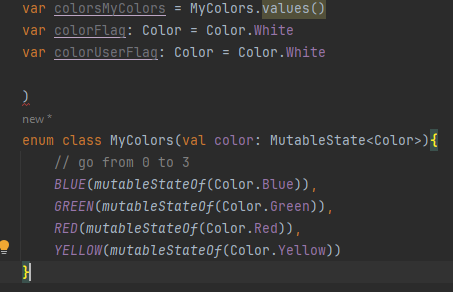 var colorsMyColors = MyColors.values()
var colorFlag: Color = Color.White
var colorUserFlag: Color = Color.White
)
new *
enum class MyColors(val color: MutableState<Color>){
// go from 0 to 3
BLUE(mutableStateOf(Color.Blue)),
GREEN(mutableStateOf(Color.Green)),
RED(mutableStateOf(Color.Red)),
YELLOW(mutableStateOf(Color.Yellow))
}